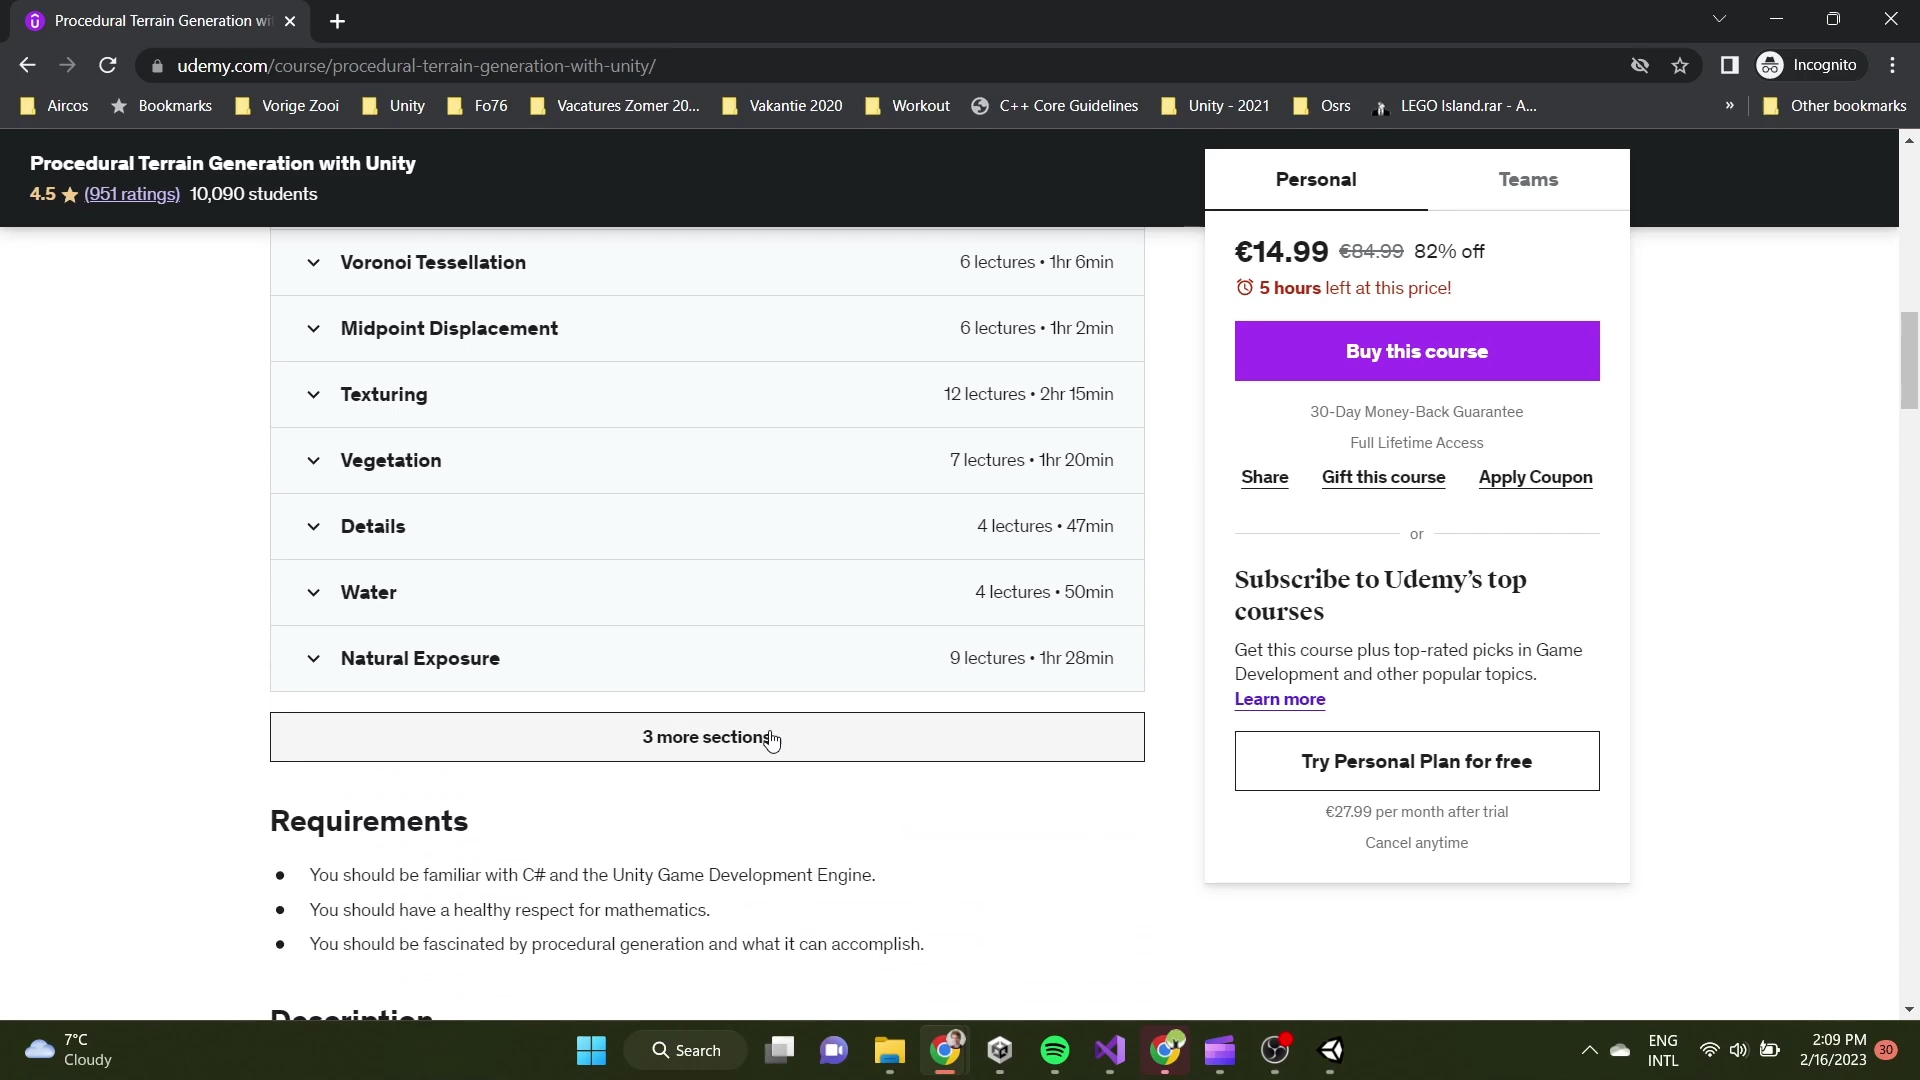 Procedural Terrain Generation wi
udemy.com/course/procedural-terrain-generation-with-unity/
Incognito
Aircos
Bookmarks
Vorige Zooi
Unity
Fo76
Vacatures Zomer 20...
Vakantie 2020
Workout
C++ Core Guidelines
Unity - 2021
Osrs
LEGO Island.rar - A...
»
Other bookmarks
Procedural Terrain Generation with Unity
4.5 ★ (951 ratings) 10,090 students
Voronoi Tessellation 6 lectures • 1hr 6min
Midpoint Displacement 6 lectures • 1hr 2min
Texturing 12 lectures • 2hr 15min
Vegetation 7 lectures • 1hr 20min
Details 4 lectures • 47min
Water 4 lectures • 50min
Natural Exposure 9 lectures • 1hr 28min
3 more sections
Requirements
• You should be familiar with C# and the Unity Game Development Engine.
• You should have a healthy respect for mathematics.
• You should be fascinated by procedural generation and what it can accomplish.
Description
Personal Teams
€14.99 €84.99 82% off
5 hours left at this price!
Buy this course
30-Day Money-Back Guarantee
Full Lifetime Access
Share Gift this course Apply Coupon
or
Subscribe to Udemy’s top
courses
Get this course plus top-rated picks in Game
Development and other popular topics.
Learn more
Try Personal Plan for free
€27.99 per month after trial
Cancel anytime
7°C
Cloudy
Search
ENG
INTL
2:09 PM
2/16/2023
30